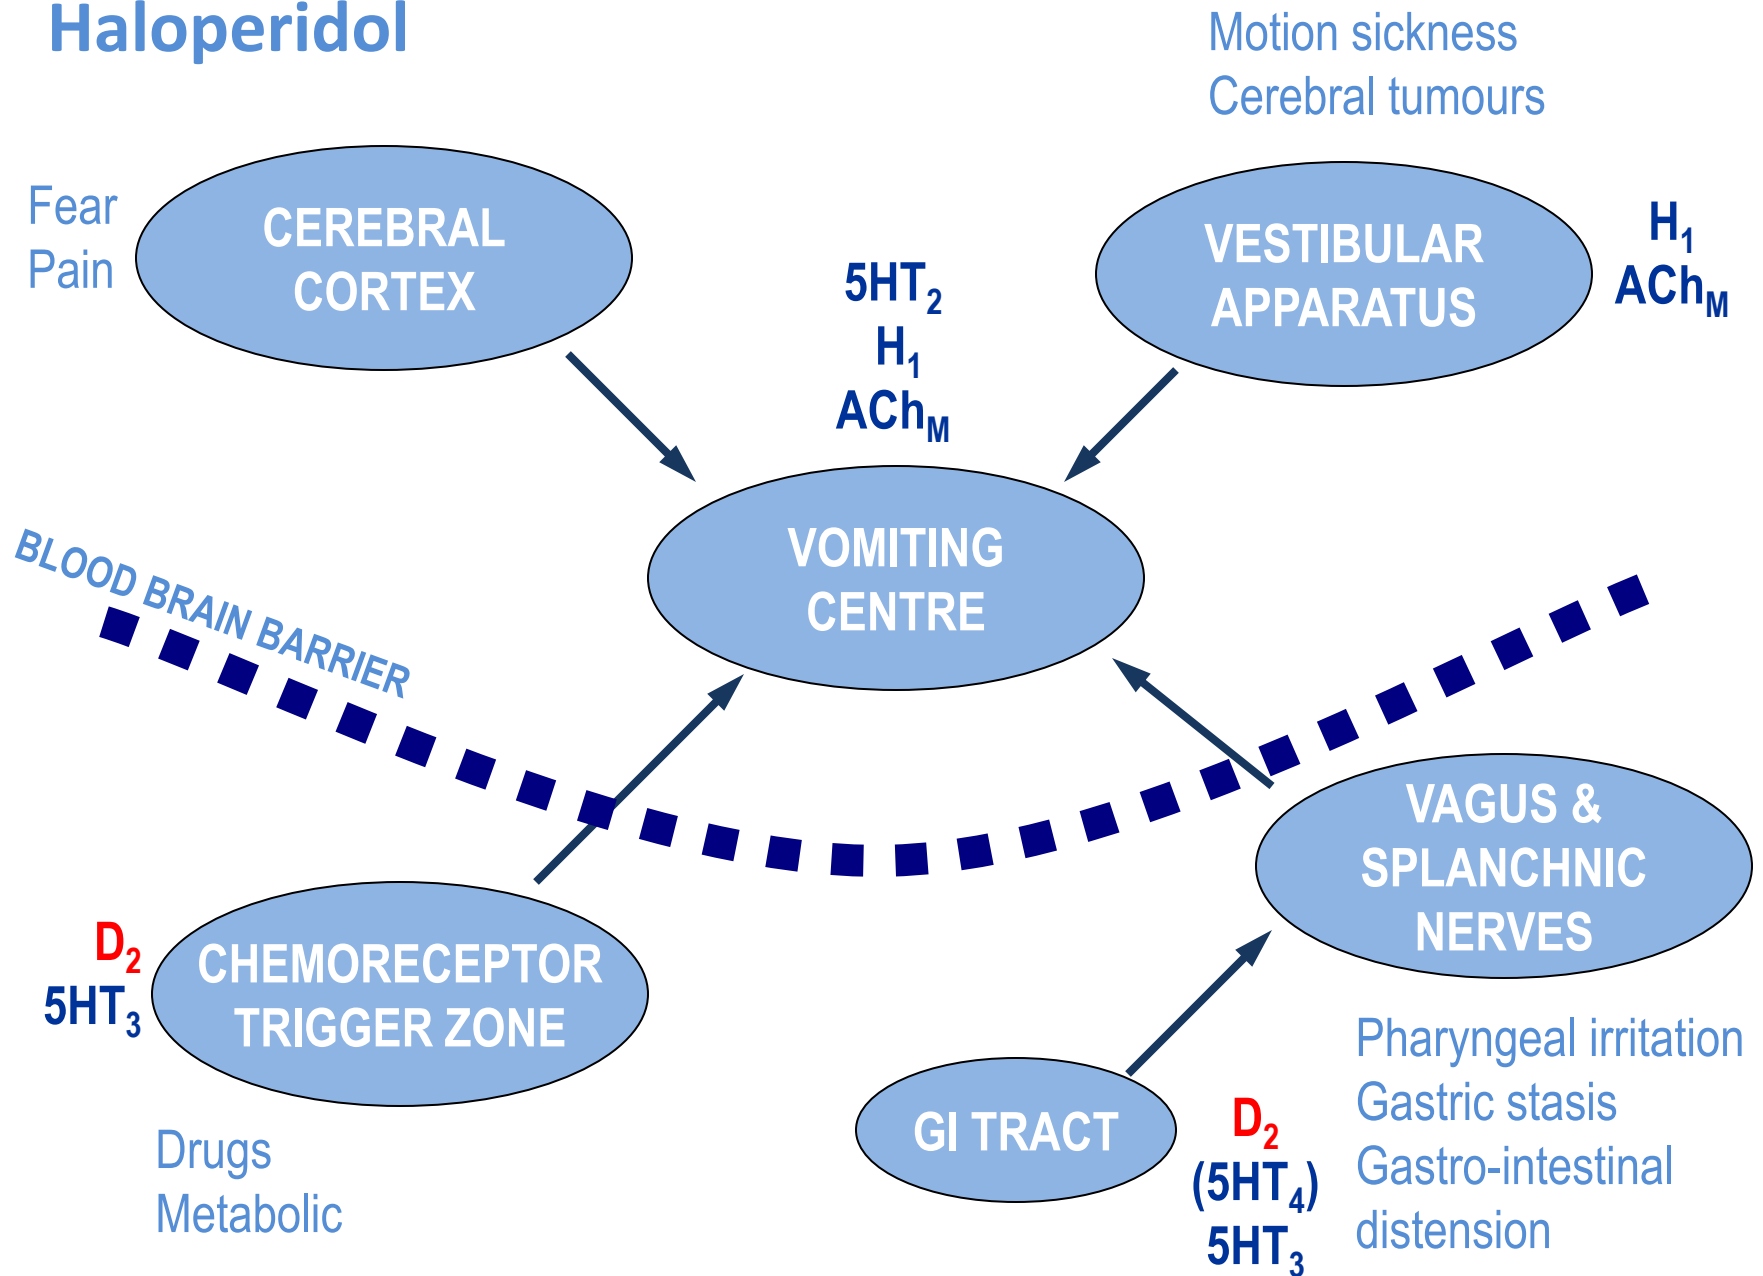 Haloperidol
Motion sickness
Cerebral tumours
Fear
Pain
CEREBRAL
CORTEX
5HT₂
H₁
AChM
VESTIBULAR
APPARATUS
H₁
AChM
VOMITING
CENTRE
BLOOD BRAIN BARRIER
D₂
5HT₃
CHEMORECEPTOR
TRIGGER ZONE
Drugs
Metabolic
VAGUS &
SPLANCHNIC
NERVES
GI TRACT
D₂
(5HT₄)
5HT₃
Pharyngeal irritation
Gastric stasis
Gastro-intestinal
distension